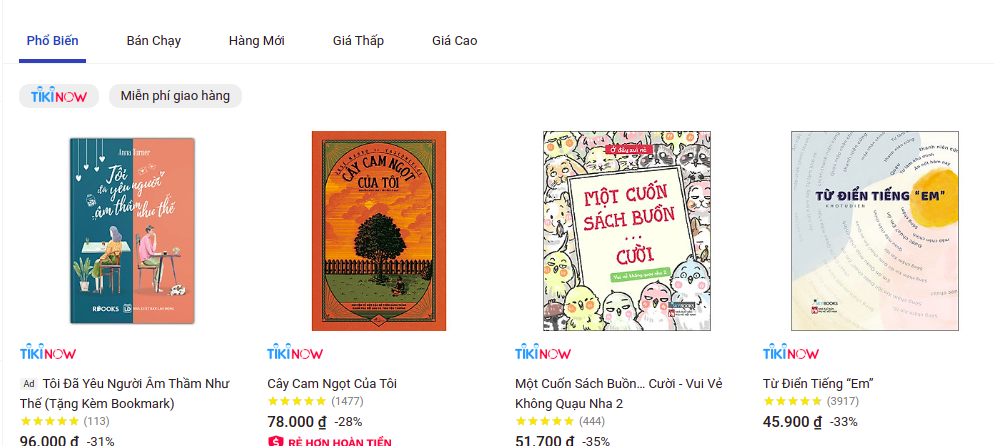 Phổ Biến
Bán Chạy
Hàng Mới
Giá Thấp
Giá Cao
TIKINOW
Miễn phí giao hàng
Anna Turner
Tôi
đã yêu người
âm thầm như thế
RBOOKS
CÂY CAM NGỌT
CỦA TÔI
Ở đây zui nè
MỘT CUỐN
SÁCH BUỒN
...
CƯỜI
Vui vẻ không quạu nha 2
TỪ ĐIỂN TIẾNG “EM”
KHOTUDIEN
SKYBOOKS
TIKINOW
TIKINOW
TIKINOW
TIKINOW
Ad Tôi Đã Yêu Người Âm Thầm Như
Thế (Tặng Kèm Bookmark)
(113)
96.000 ₫ -31%
Cây Cam Ngọt Của Tôi
(1477)
78.000 ₫ -28%
RẺ HƠN HOÀN TIỀN
Một Cuốn Sách Buồn... Cười - Vui Vẻ
Không Quạu Nha 2
(444)
51.700 ₫ -35%
Từ Điển Tiếng “Em”
(3917)
45.900 ₫ -33%